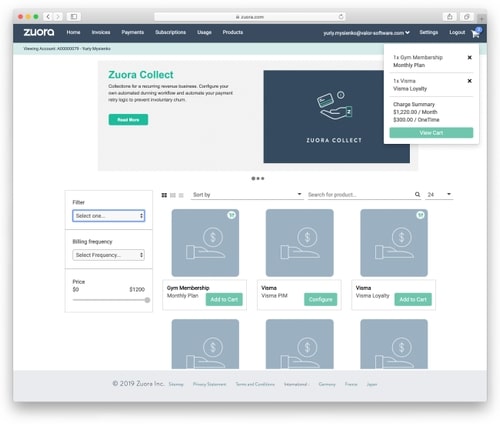 zuora.com
zuora
Home
Invoices
Payments
Subscriptions
Usage
Products
yuriy.mysienko@valor-software.com
Settings
Logout
Viewing Account: A00000079 - Yuriy Mysienko
1x Gym Membership
Monthly Plan
1x Visma
Visma Loyalty
Charge Summary
$1,220.00 / Month
$300.00 / OneTime
View Cart
Zuora Collect
Collections for a recurring revenue business. Configure your
own automated dunning workflow and automate your payment
retry logic to prevent involuntary churn.
Read More
ZUORA COLLECT
Filter
Select one...
Billing frequency
Select Frequency...
Price
$0
$1200
Sort by
Search for product...
24
Gym Membership
Monthly Plan
Add to Cart
Visma
Visma PIM
Configure
Visma
Visma Loyalty
Add to Cart
© 2019 Zuora Inc.
Sitemap
Privacy Statement
Terms and Conditions
International:
Germany
France
Japan